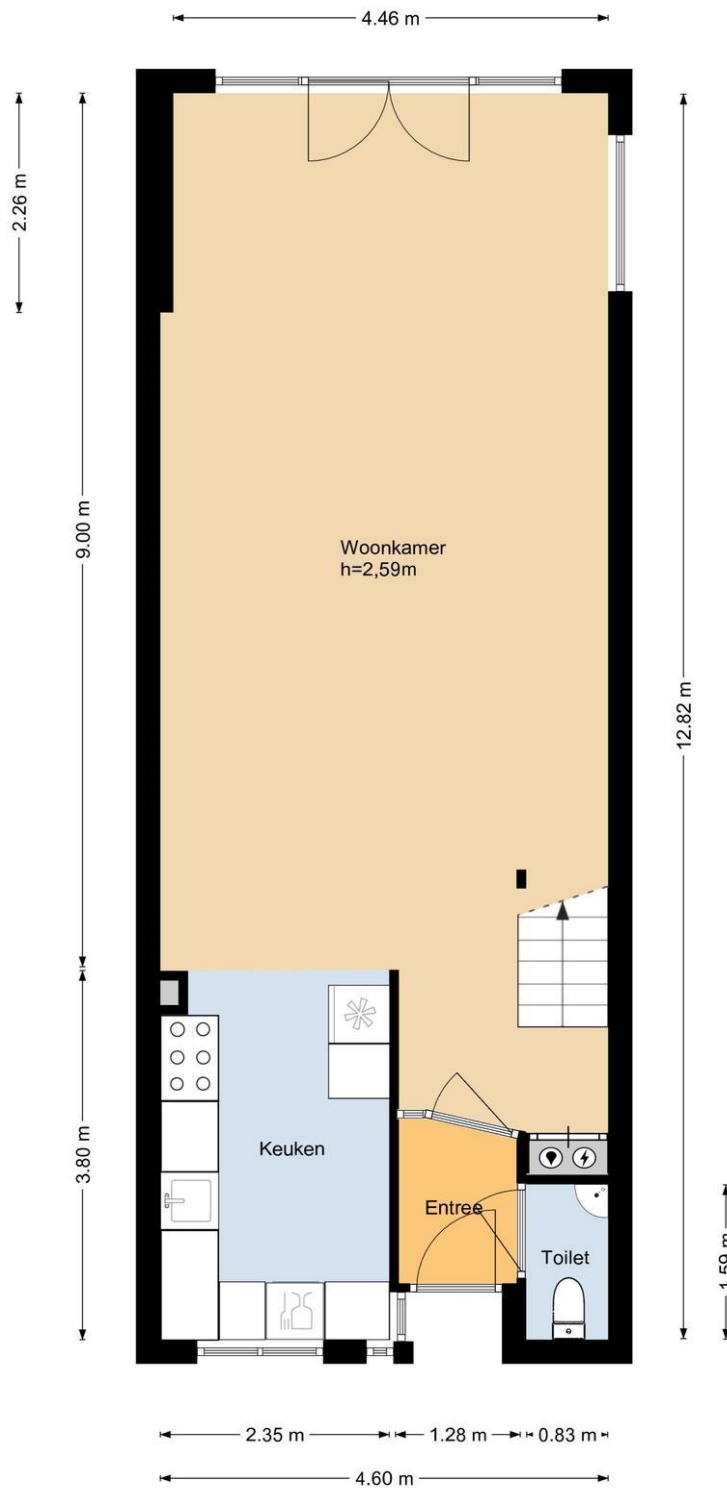 4.46 m
2.26 m
9.00 m
Woonkamer
h=2,59m
12.82 m
3.80 m
Keuken
Entree
Toilet
1.59 m
2.35 m
1.28 m
0.83 m
4.60 m